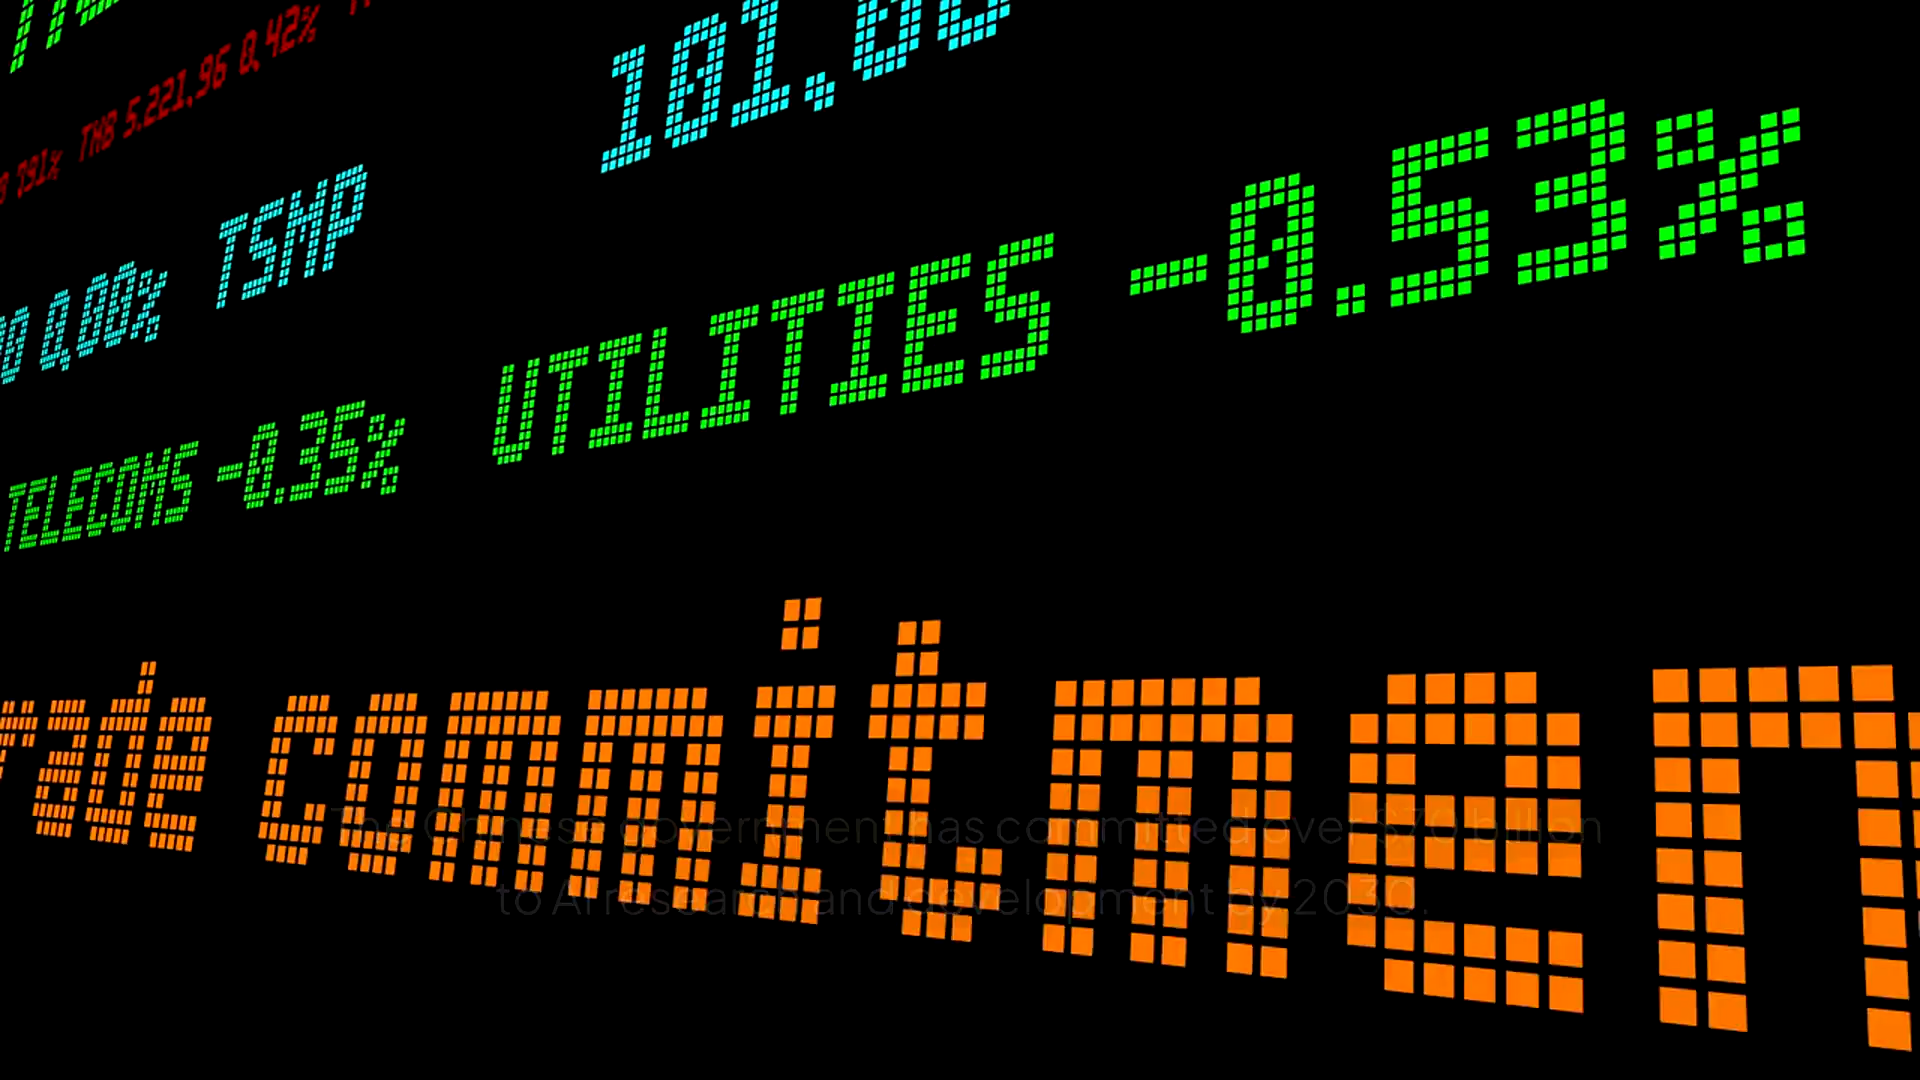 THB 5.221,96 0,42%
791%
101.00
0,00% TSMP
UTILITIES -0.53%
TELECOMS -0.35%
rade commitmen
The Chinese government has committed over $70 billion
to AI research and development by 2030.